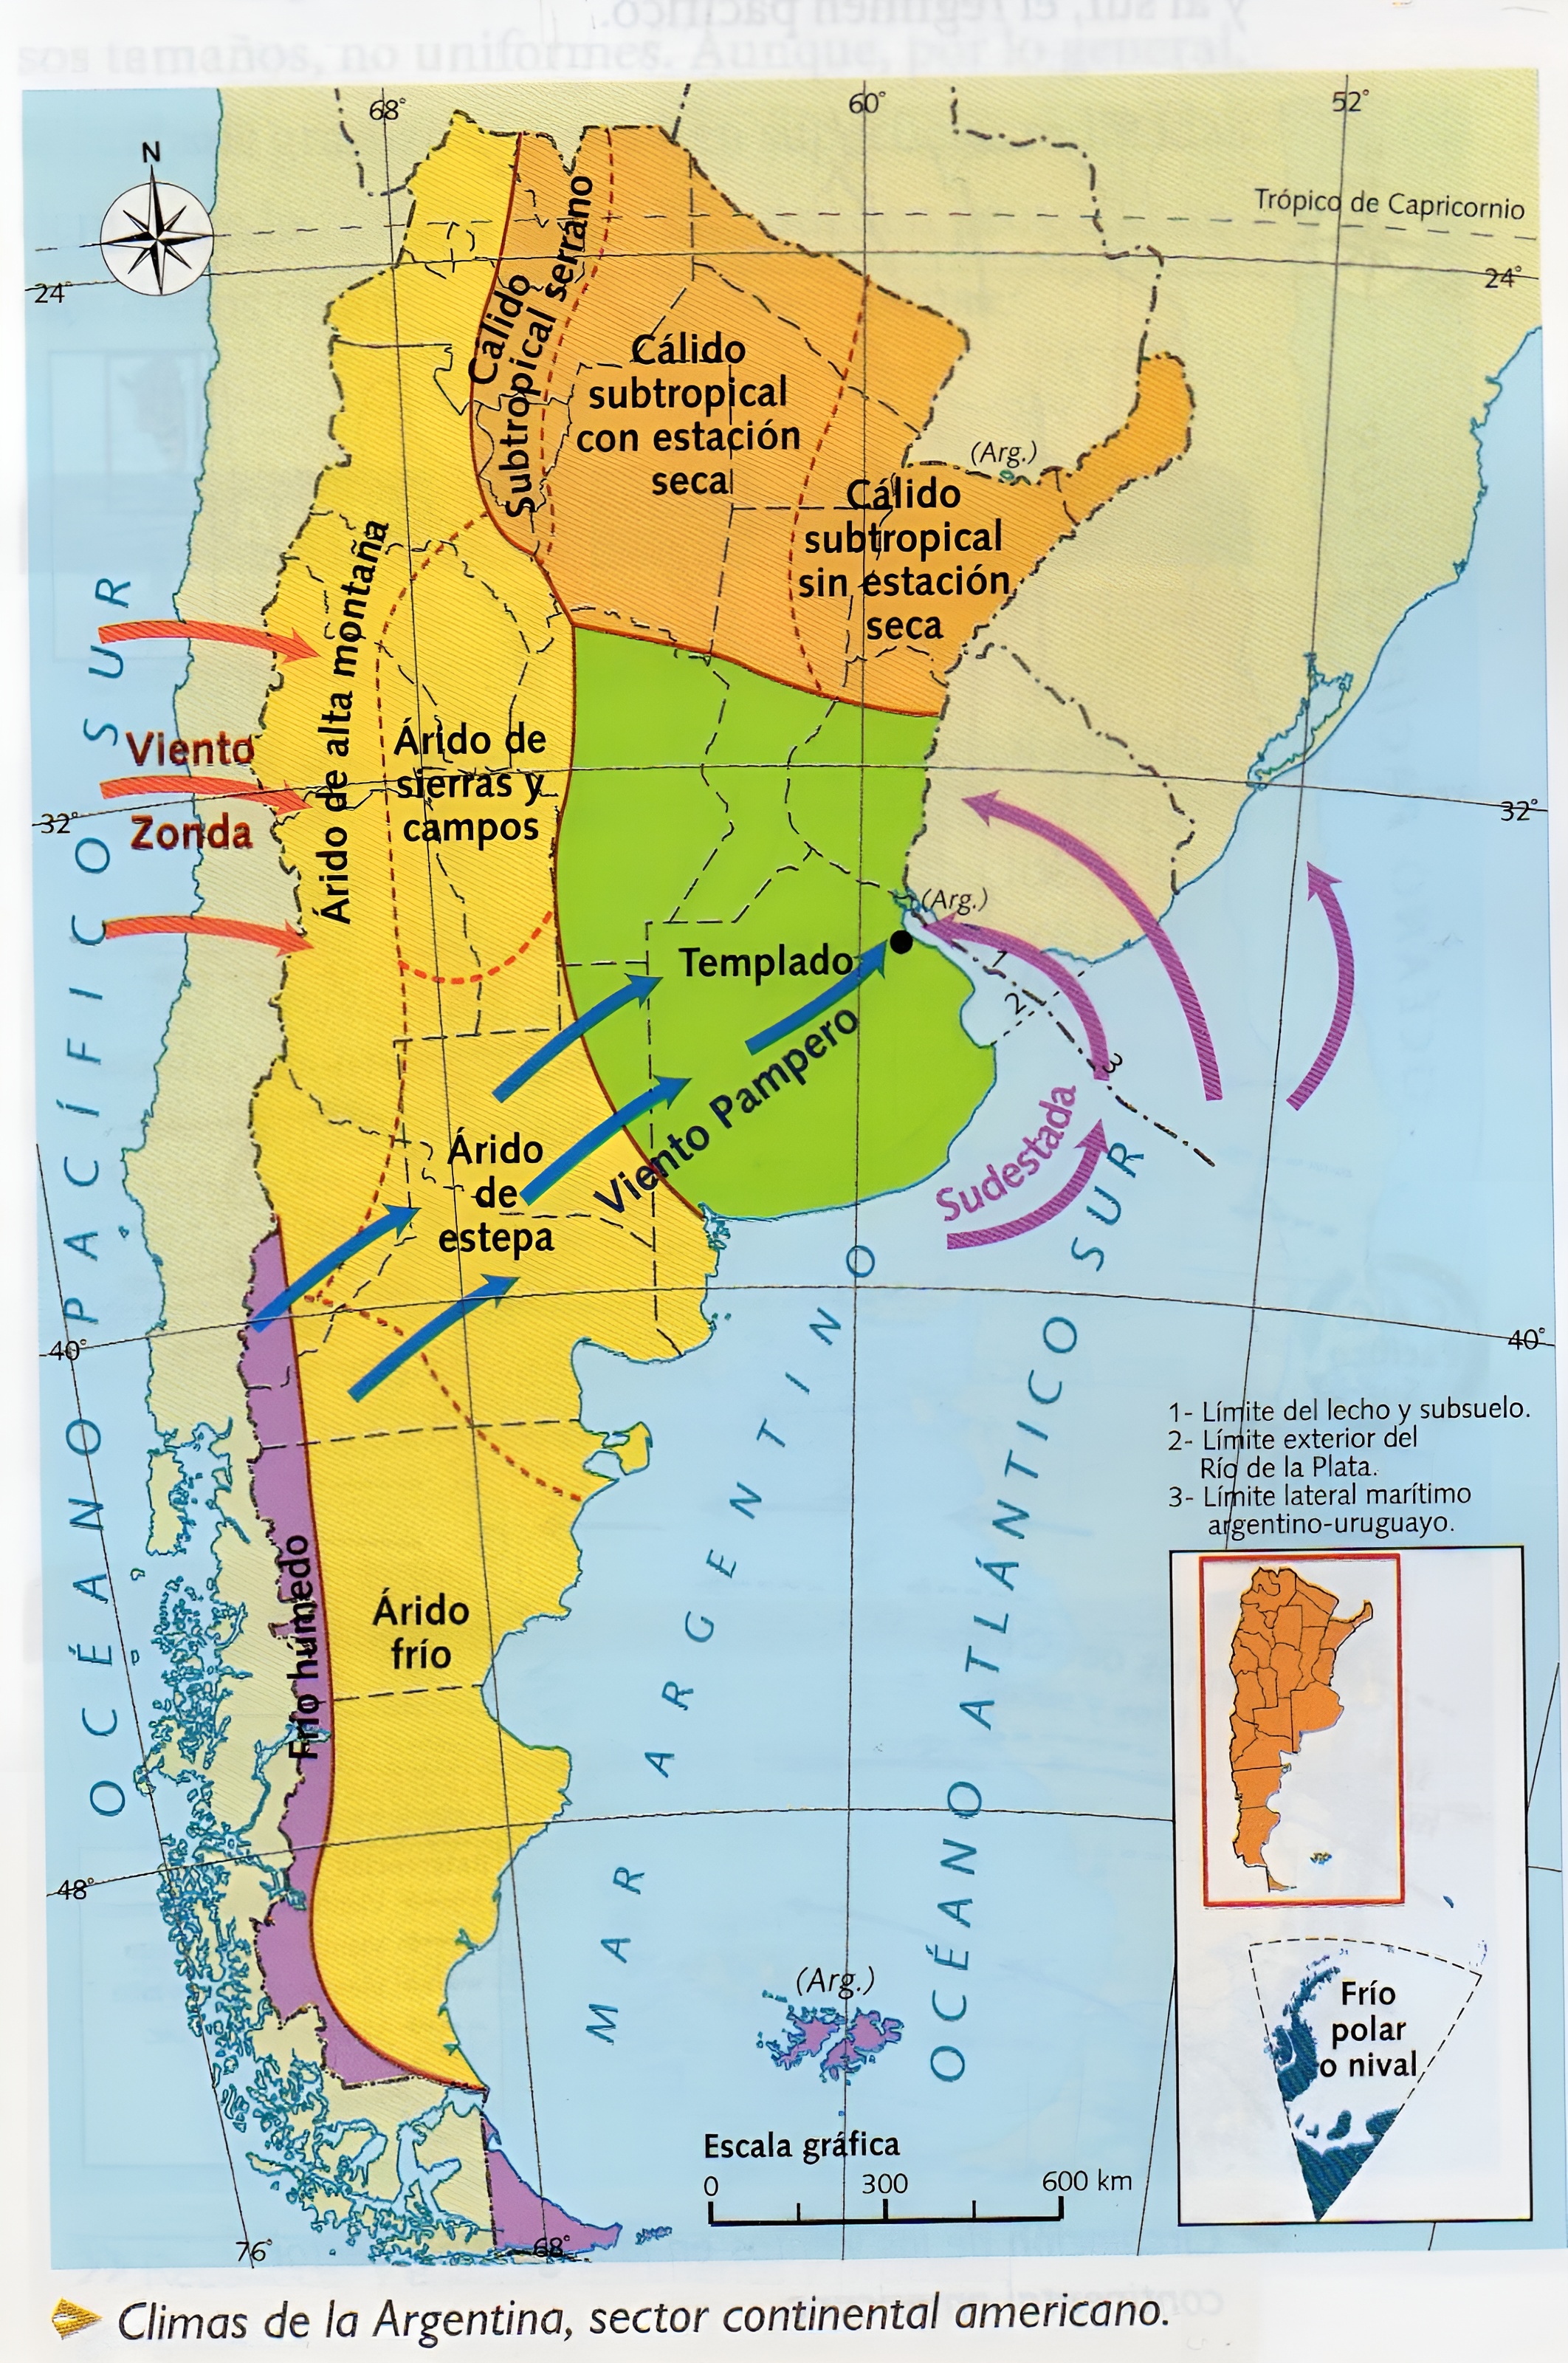 y al sur, el régimen pacífico.
sos tamaños, no uniformes. Aunque, por lo general,
68°
60°
52°
N
Trópico de Capricornio
24°
24°
Cálido
Subtropical serrano
Cálido
subtropical
con estación
seca
(Arg.)
Cálido
subtropical
sin estación
seca
Árido de alta montaña
Árido de
sierras y
campos
Viento
Zonda
32°
32°
OCÉANO PACÍFICO SUR
(Arg.)
Templado
1
2
3
Viento Pampero
Sudestada
Árido
de
estepa
40°
40°
MAR ARGENTINO
OCÉANO ATLÁNTICO SUR
1- Límite del lecho y subsuelo.
2- Límite exterior del
Río de la Plata.
3- Límite lateral marítimo
argentino-uruguayo.
Frío húmedo
Árido
frío
48°
(Arg.)
Frío
polar
o nival
Escala gráfica
0 300 600 km
76°
68°
Climas de la Argentina, sector continental americano.